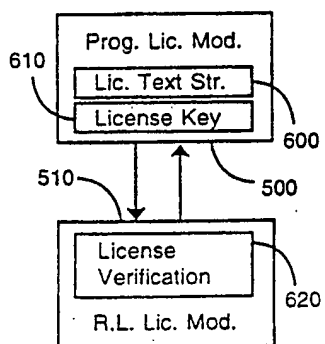 Prog. Lic. Mod.
610
Lic. Text Str.
License Key
600
510
500
License
Verification
620
R.L. Lic. Mod.